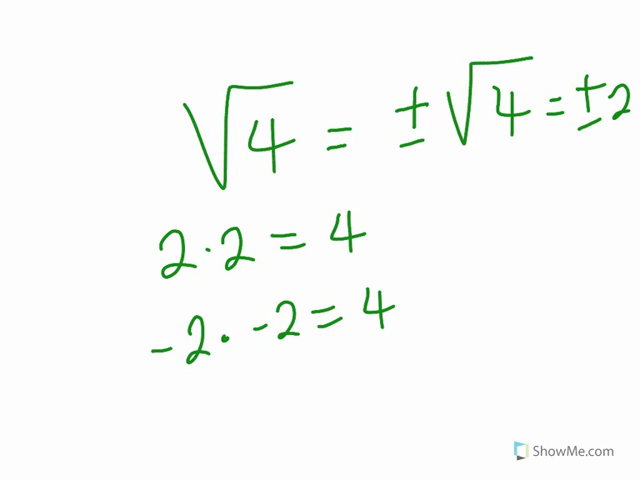 √4 = ±√4 = ±2
2·2 = 4
-2·-2 = 4
ShowMe.com